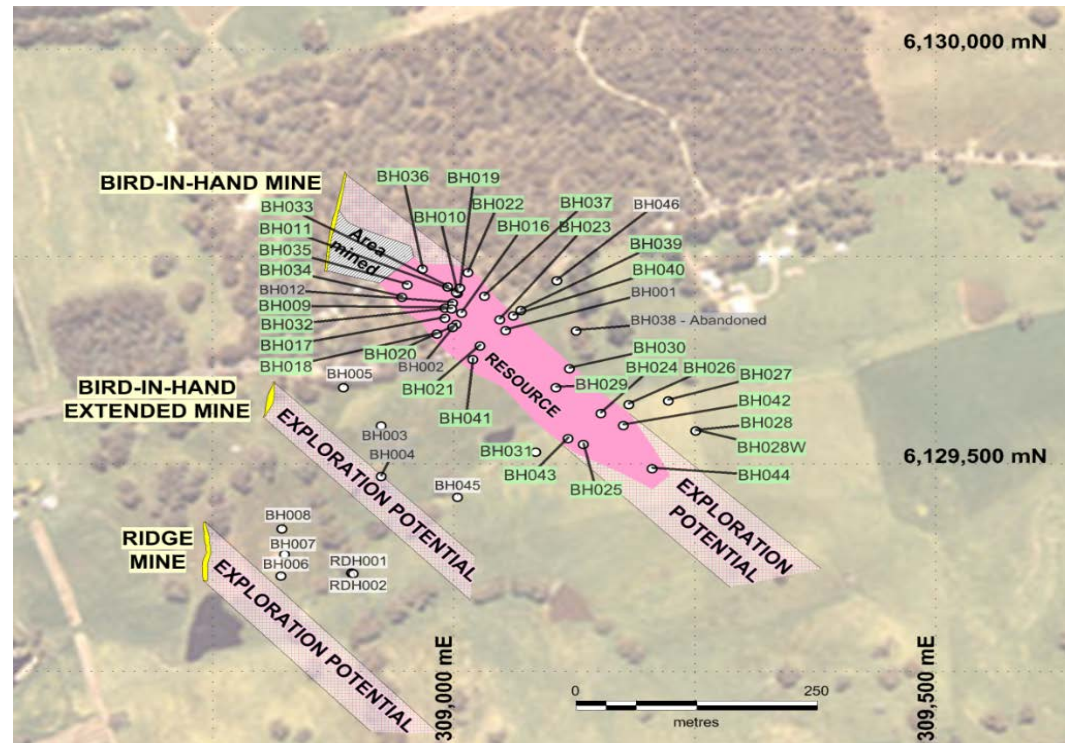 6,130,000 mN
BIRD-IN-HAND MINE
BH036
BH019
BH010
BH022
BH037
BH016
BH023
BH046
BH033
BH011
BH035
BH034
BH012
BH009
BH032
BH017
BH018
Area
mined
BH039
BH040
BH001
BH038 - Abandoned
BH020
BH002
BH021
BH041
RESOURCE
BH030
BH029
BH024
BH026
BH027
BH042
BH028
BH028W
BH005
BIRD-IN-HAND
EXTENDED MINE
BH003
BH004
EXPLORATION POTENTIAL
BH031
BH043
BH025
BH044
6,129,500 mN
EXPLORATION
POTENTIAL
BH045
BH008
BH007
BH006
RDH001
RDH002
RIDGE
MINE
EXPLORATION POTENTIAL
309,000 mE
309,500 mE
0
250
metres